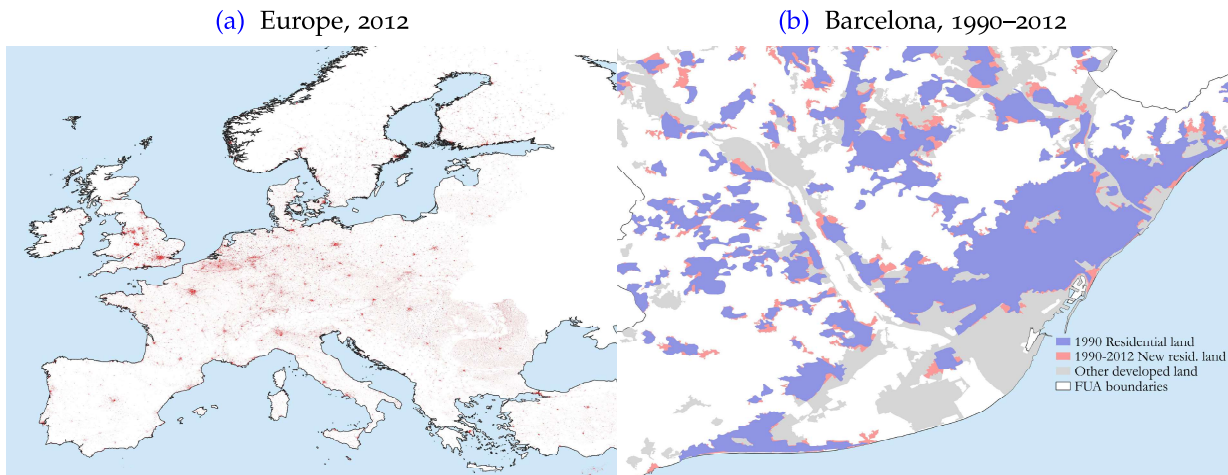 (a) Europe, 2012
(b) Barcelona, 1990–2012
1990 Residential land
1990-2012 New resid. land
Other developed land
FUA boundaries